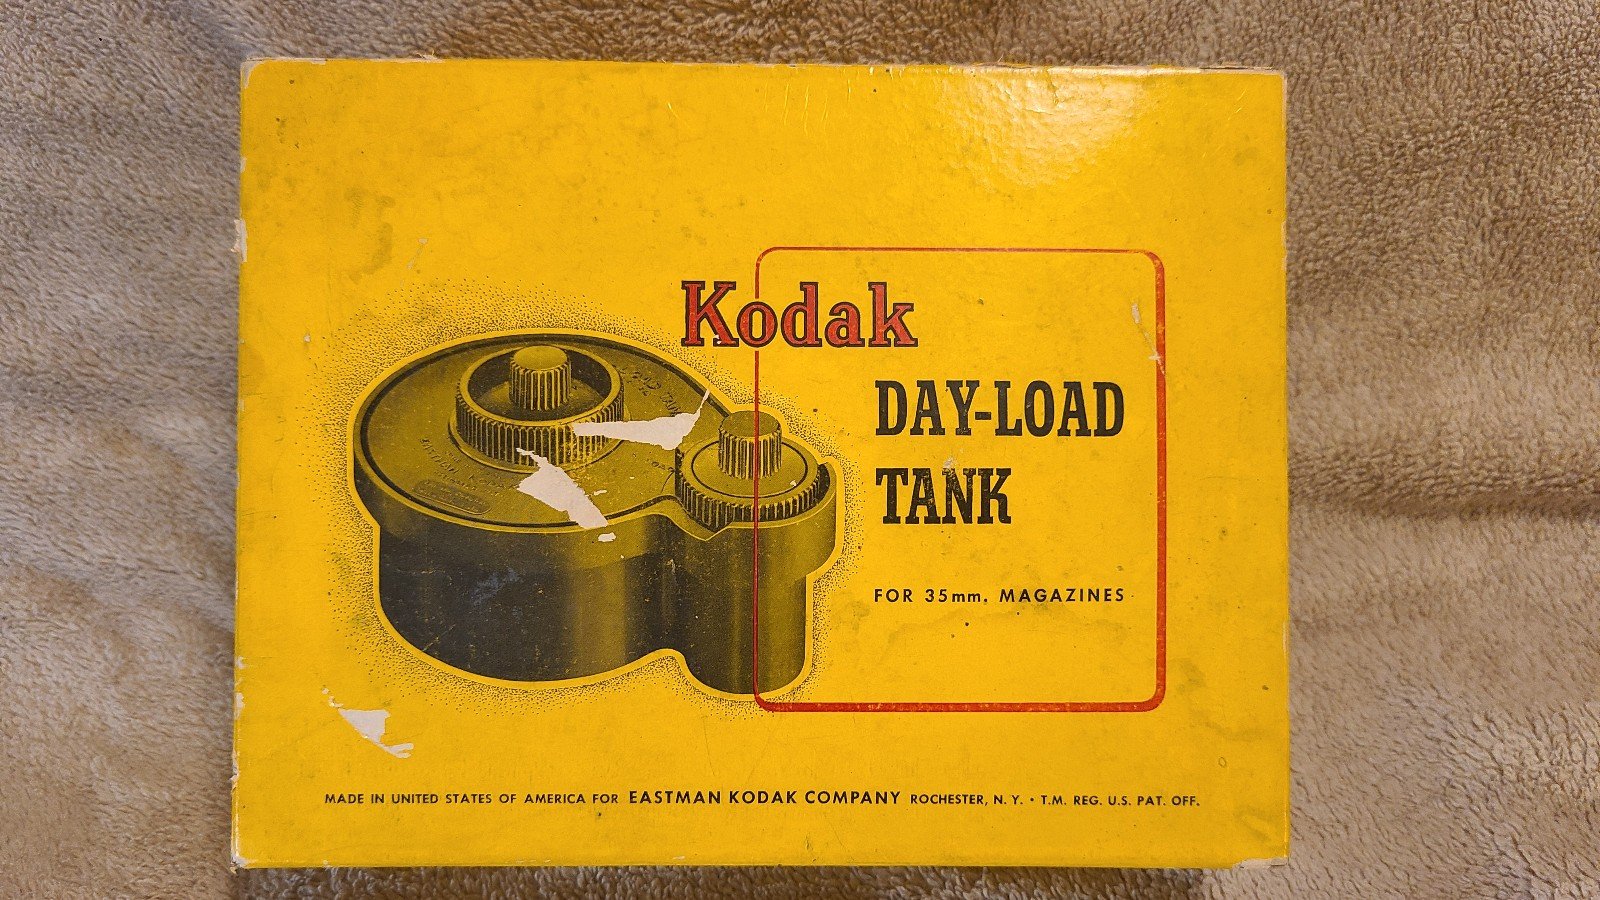 Kodak
DAY-LOAD
TANK
FOR 35mm. MAGAZINES
MADE IN UNITED STATES OF AMERICA FOR EASTMAN KODAK COMPANY ROCHESTER, N. Y. • T.M. REG. U.S. PAT. OFF.